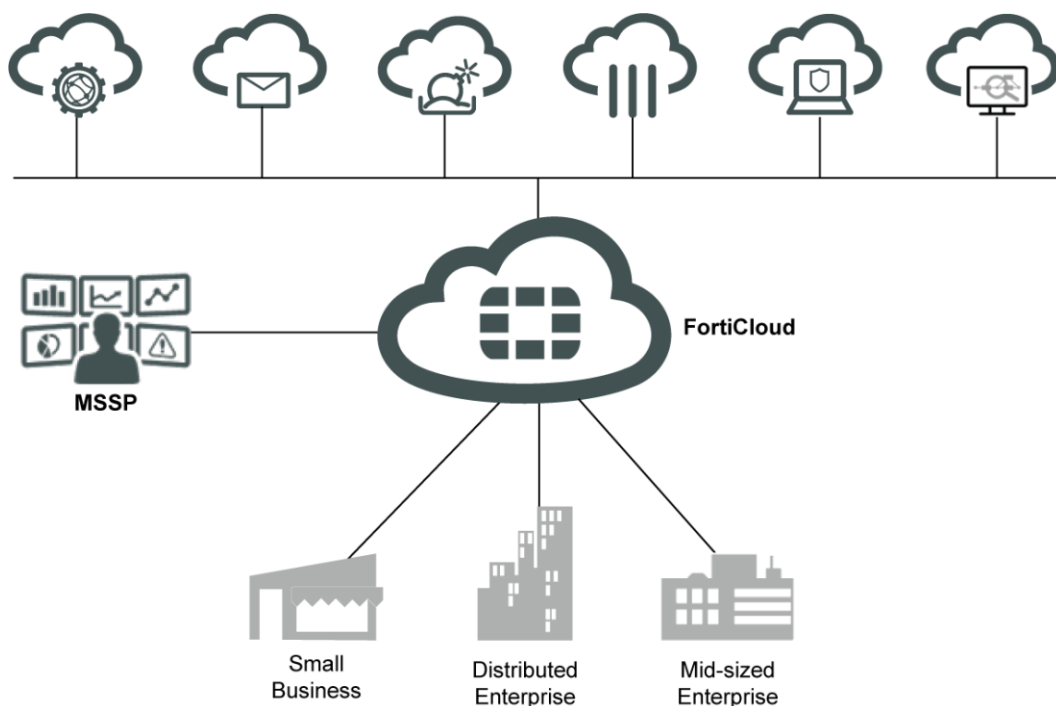 FortiCloud
MSSP
Small
Business
Distributed
Enterprise
Mid-sized
Enterprise